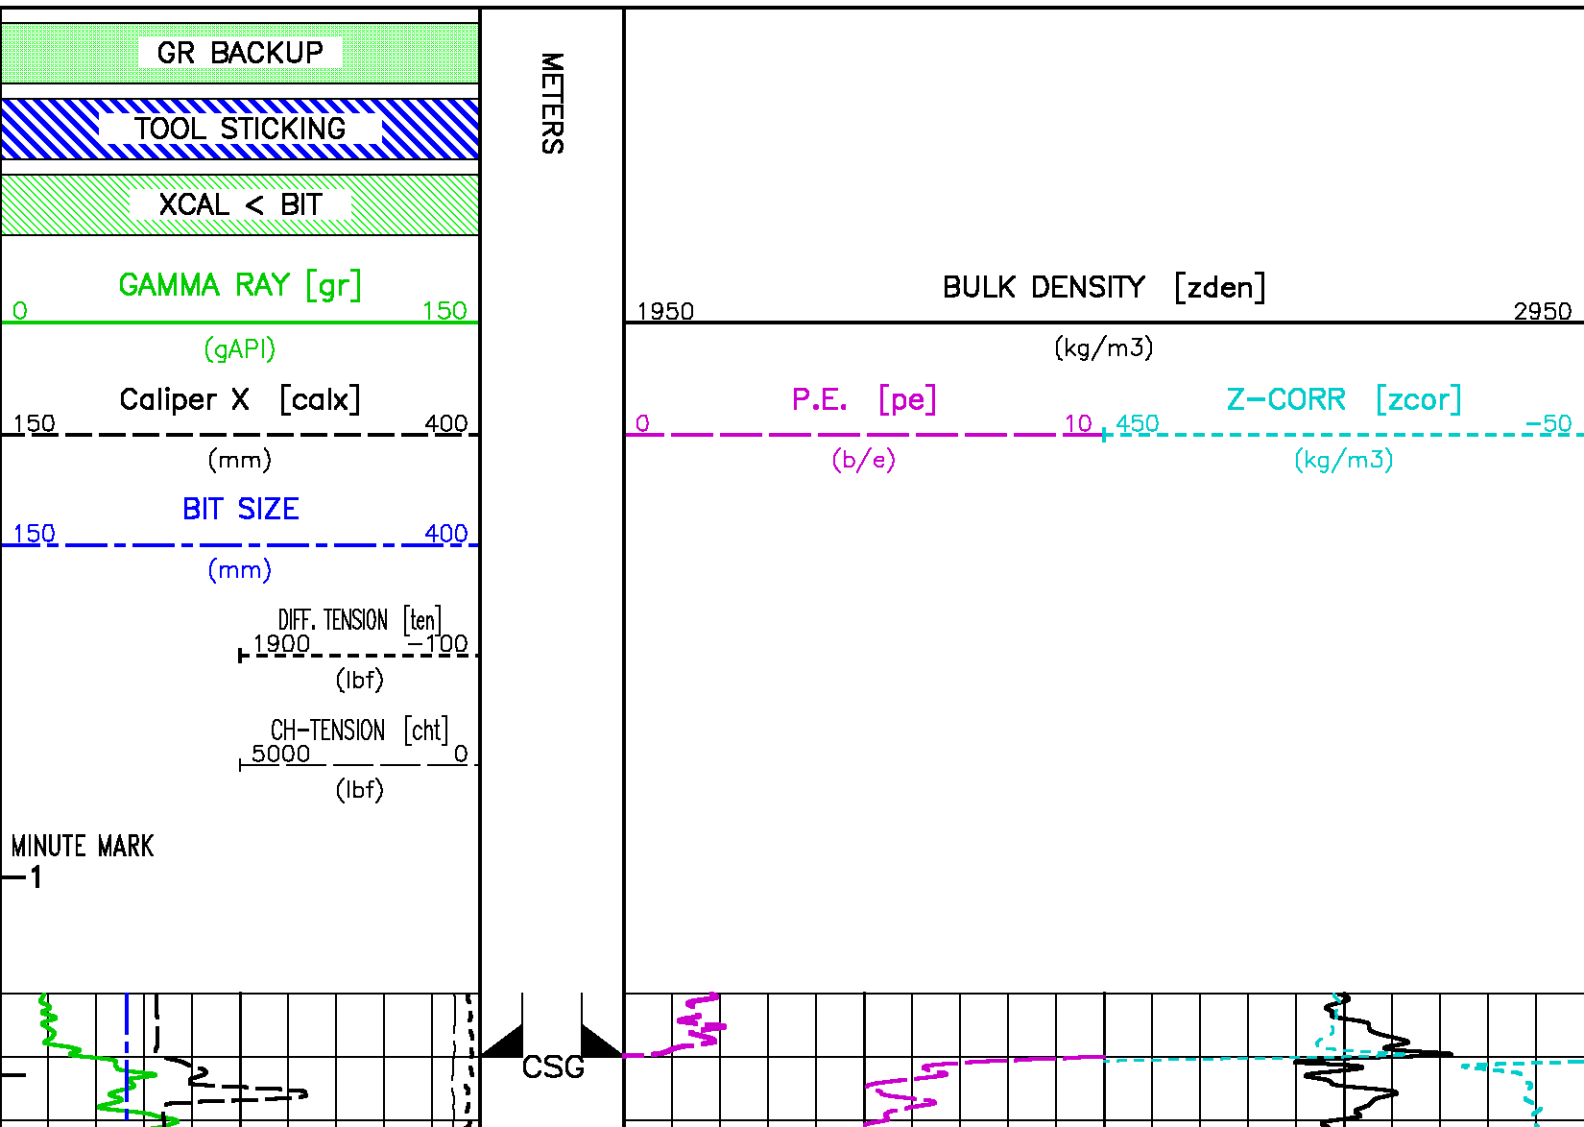 GR BACKUP
TOOL STICKING
XCAL < BIT
GAMMA RAY [gr]
0 150
(gAPI)
Caliper X [calx]
150 400
(mm)
BIT SIZE
150 400
(mm)
DIFF. TENSION [ten]
1900 -100
(lbf)
CH-TENSION [cht]
5000 0
(lbf)
MINUTE MARK
1
METERS
CSG
BULK DENSITY [zden]
1950 2950
(kg/m3)
P.E. [pe]
0 10
(b/e)
Z-CORR [zcor]
450 -50
(kg/m3)